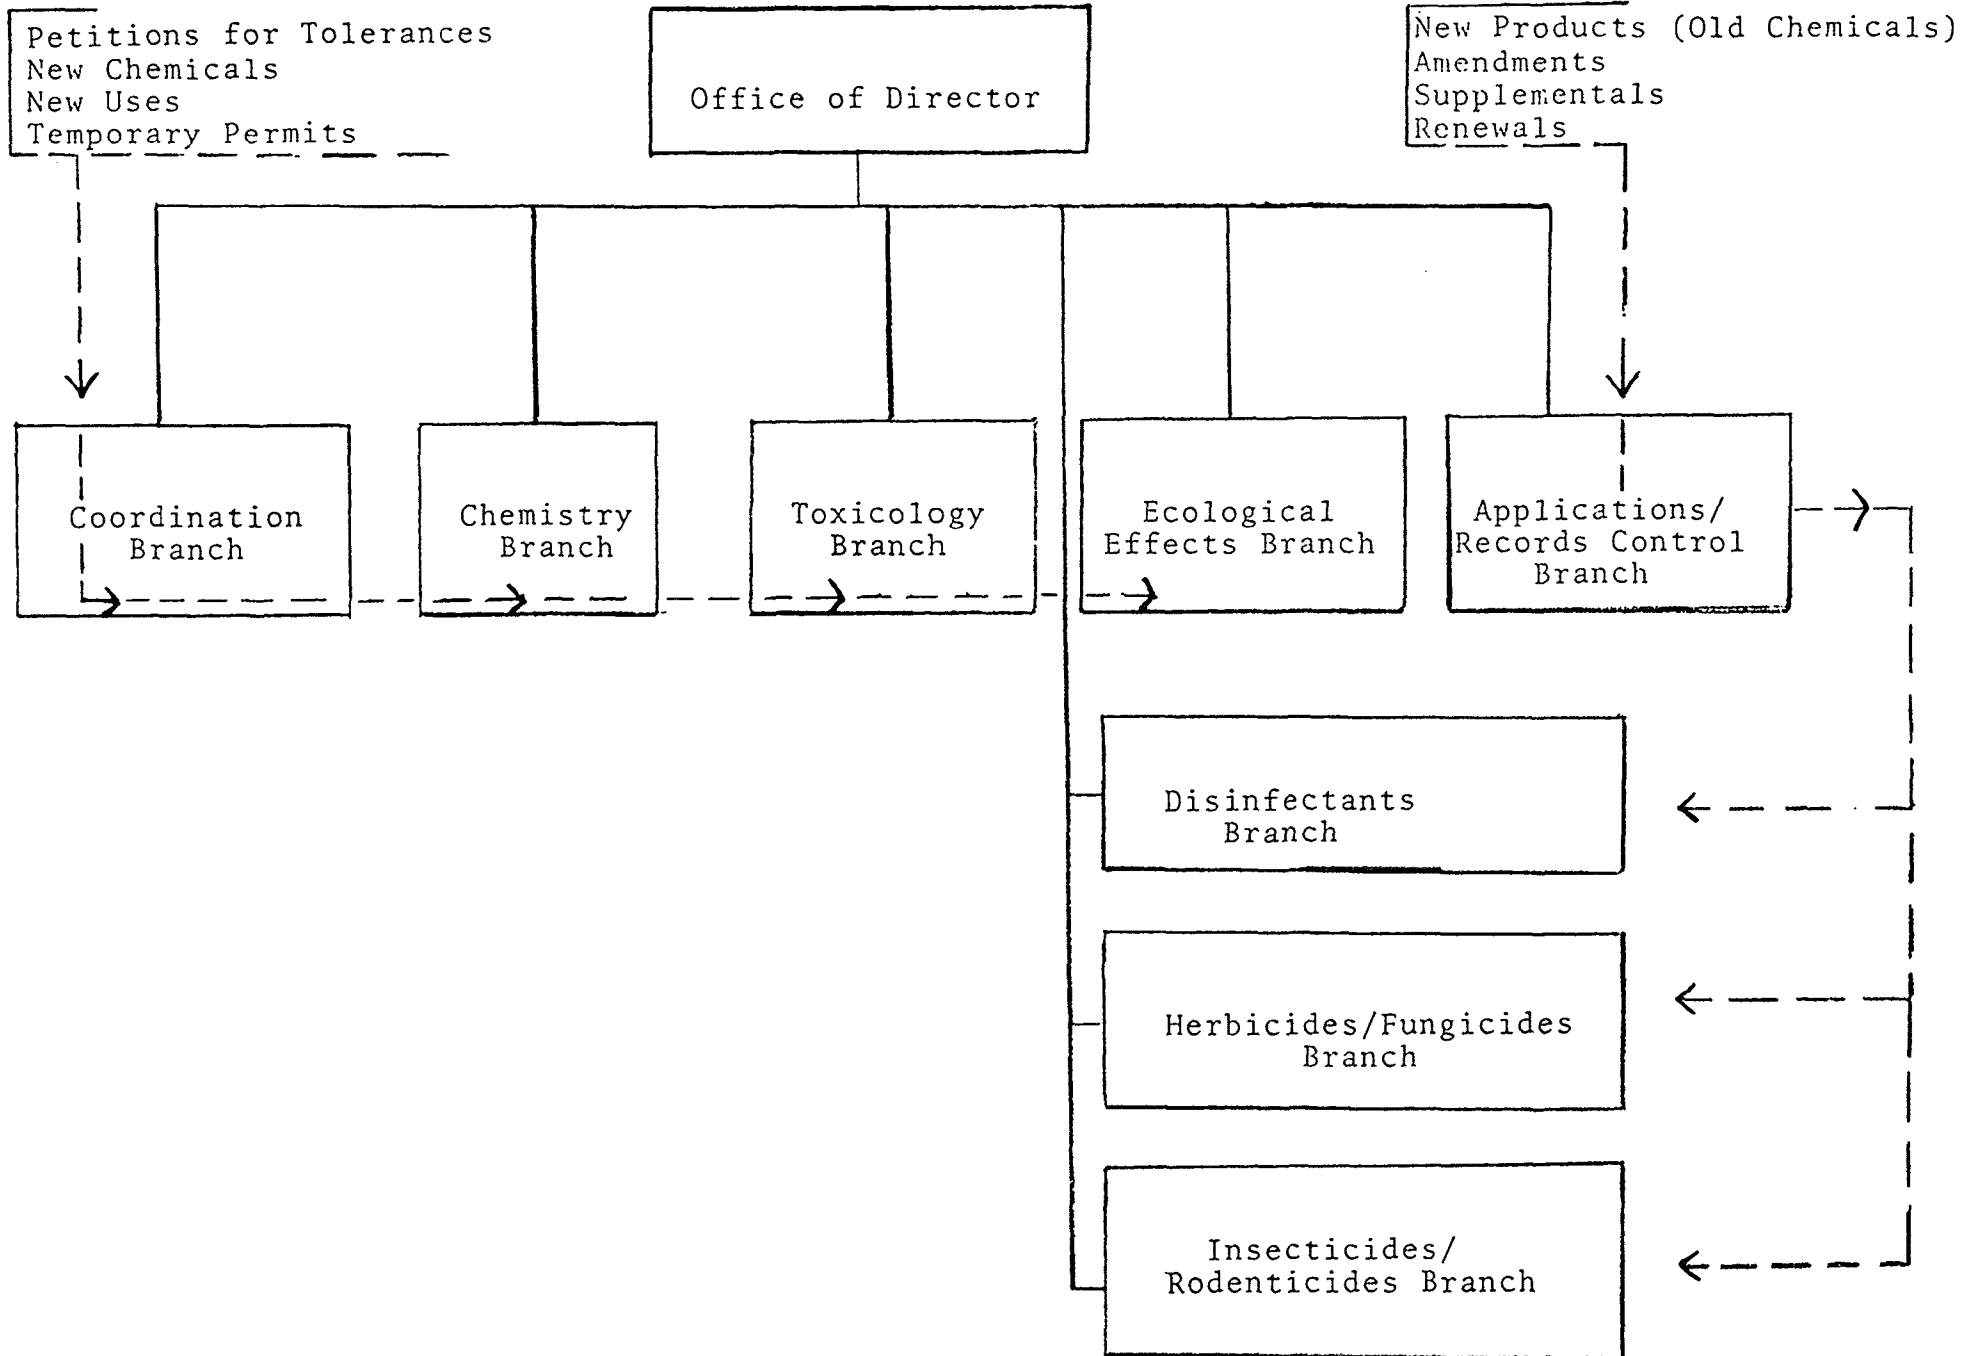 Petitions for Tolerances
New Chemicals
New Uses
Temporary Permits
Office of Director
New Products (Old Chemicals)
Amendments
Supplementals
Renewals
Coordination
Branch
Chemistry
Branch
Toxicology
Branch
Ecological
Effects Branch
Applications/
Records Control
Branch
Disinfectants
Branch
Herbicides/Fungicides
Branch
Insecticides/
Rodenticides Branch